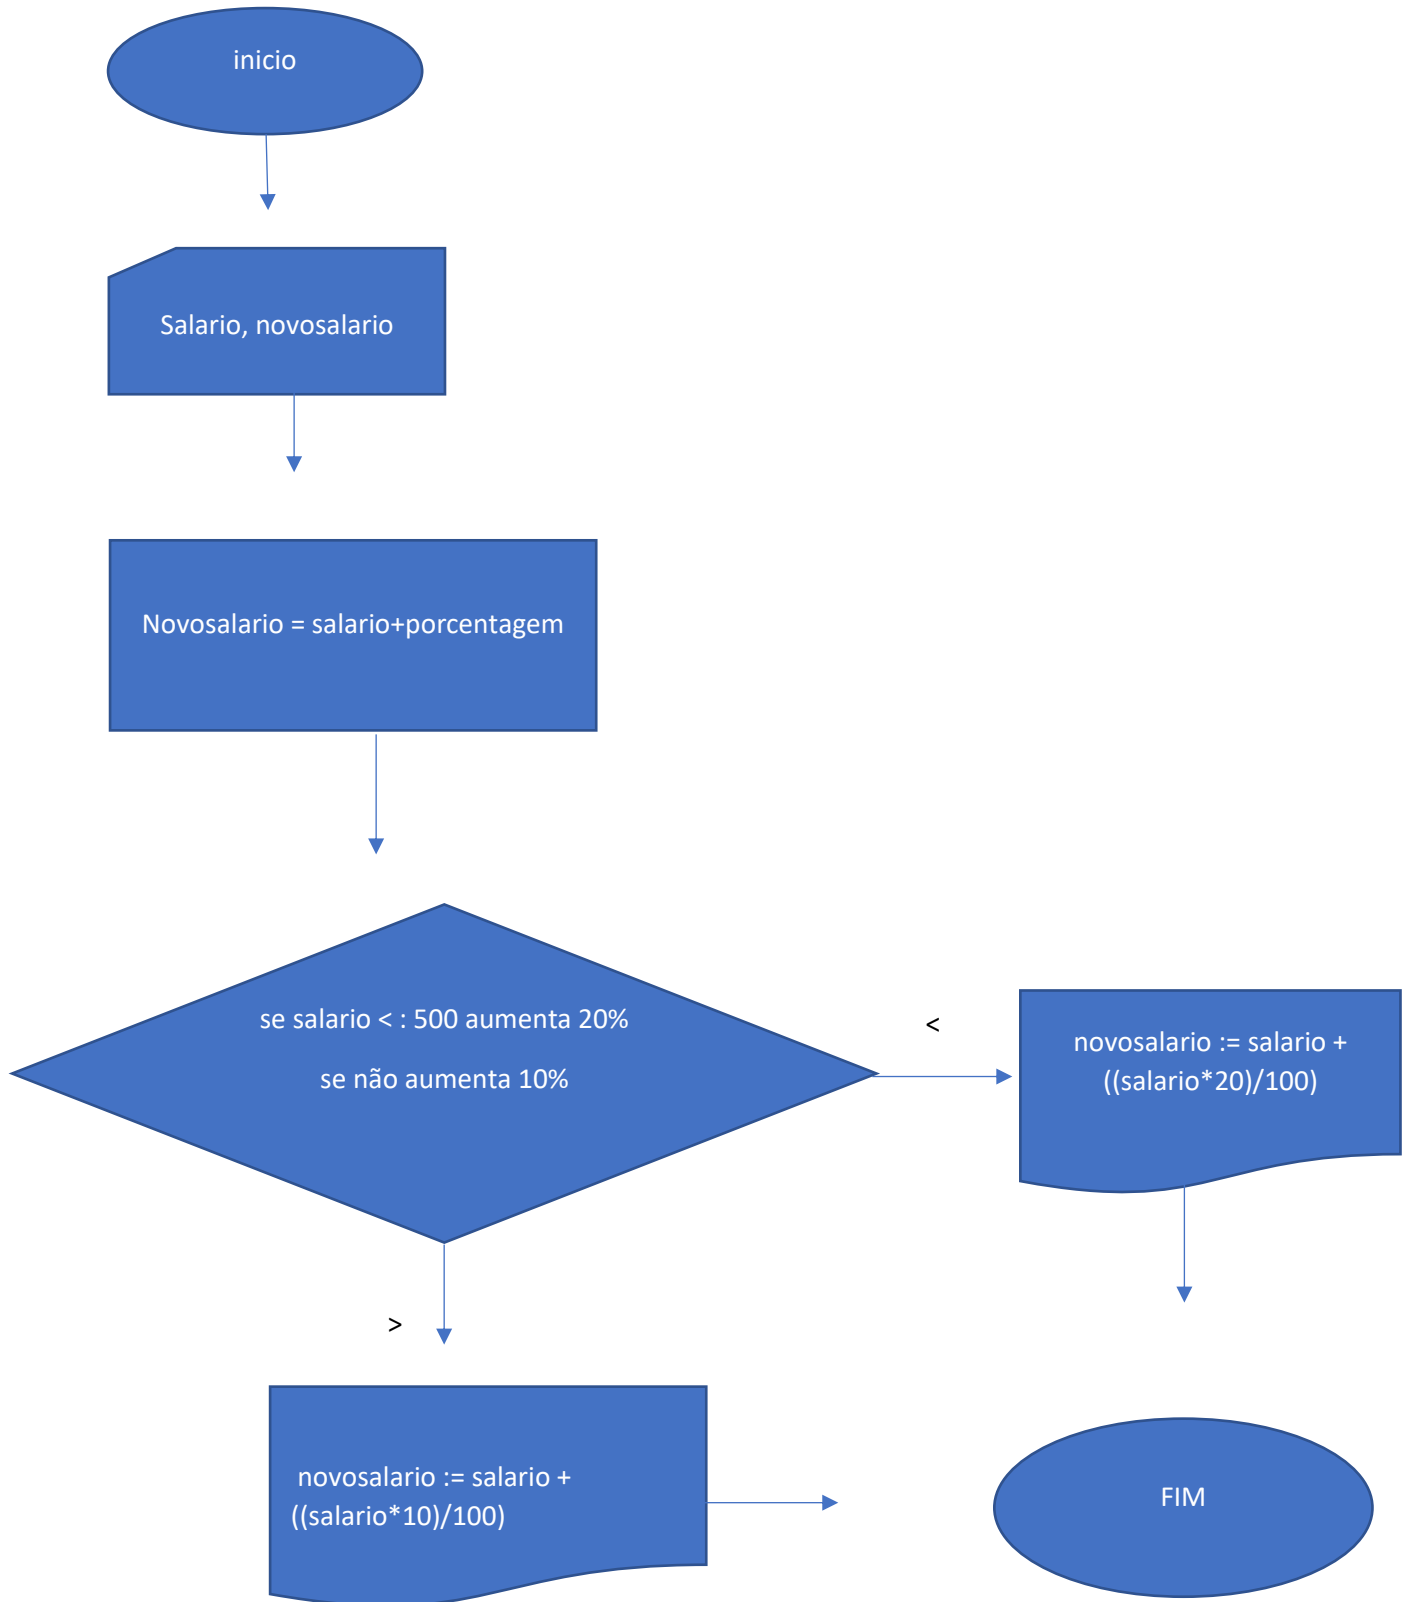 inicio
Salario, novosalario
Novosalario = salario+porcentagem
se salario < : 500 aumenta 20%
se não aumenta 10%
<
novosalario := salario +
((salario*20)/100)
>
novosalario := salario +
((salario*10)/100)
FIM